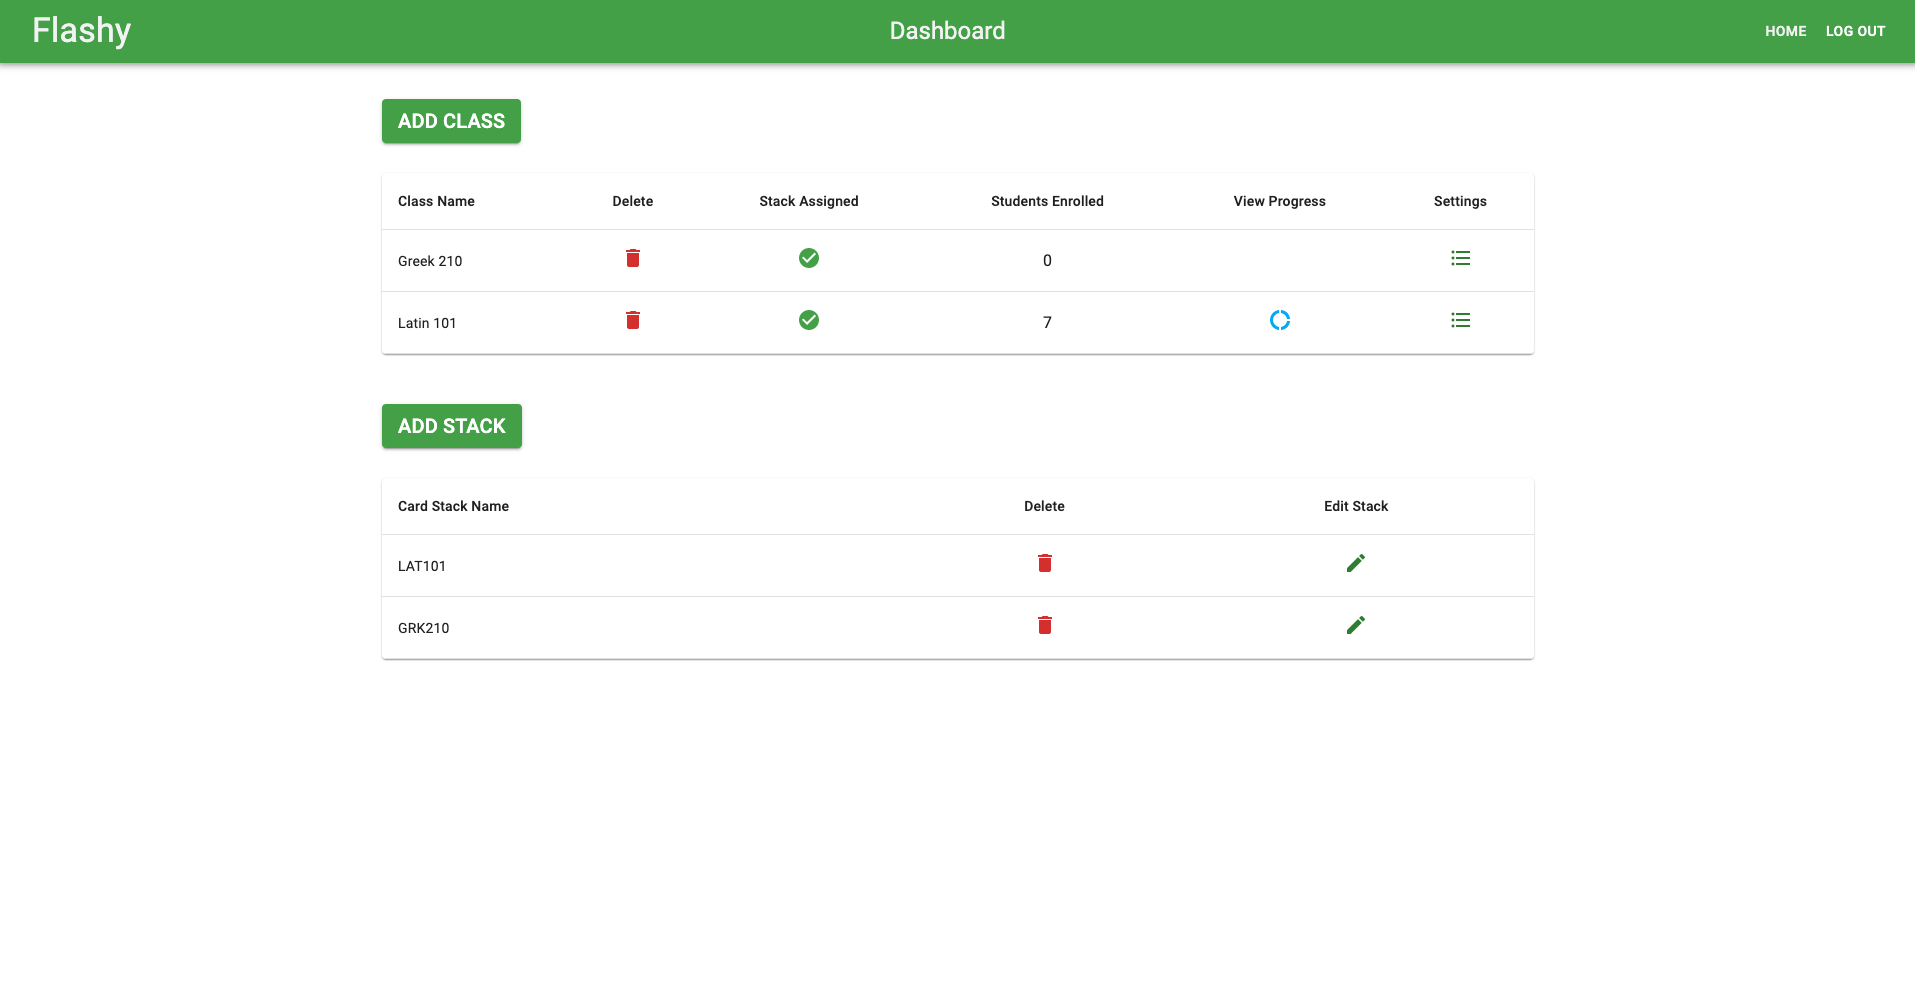 Flashy Dashboard HOME LOG OUT
ADD CLASS
Class Name Delete Stack Assigned Students Enrolled View Progress Settings
Greek 210 0
Latin 101 7
ADD STACK
Card Stack Name Delete Edit Stack
LAT101
GRK210